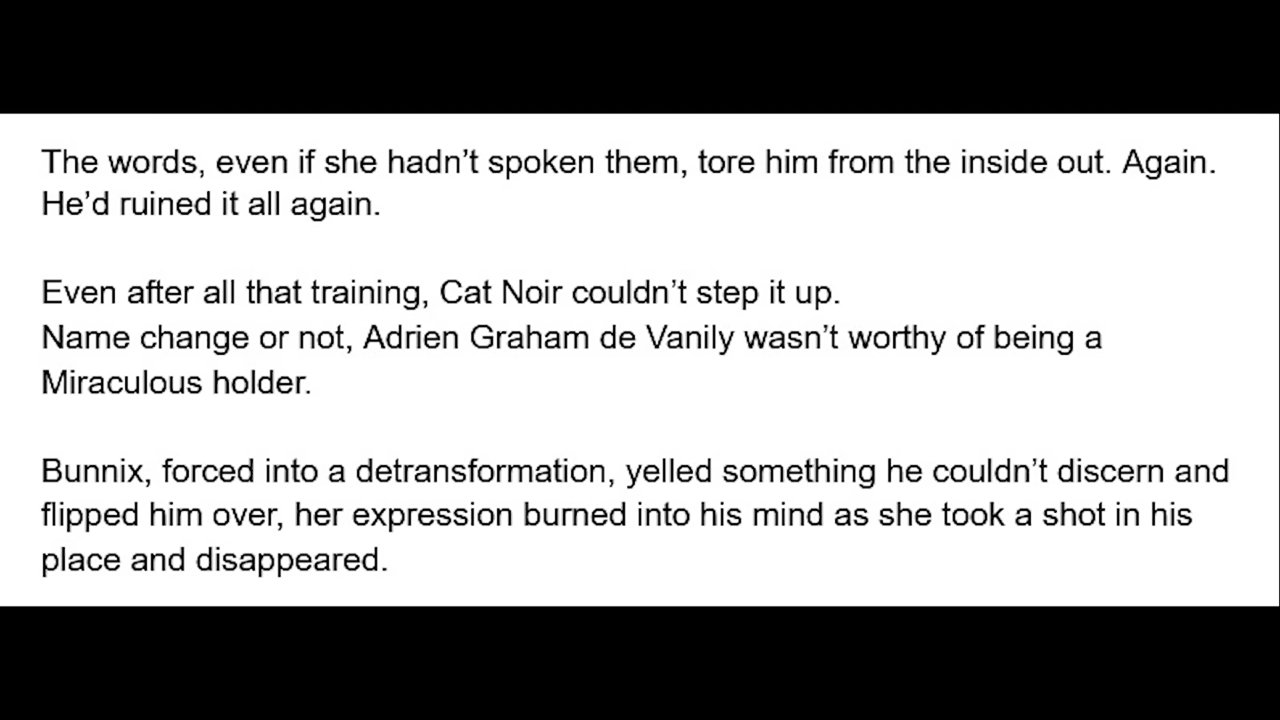 The words, even if she hadn’t spoken them, tore him from the inside out. Again.
He’d ruined it all again.
Even after all that training, Cat Noir couldn’t step it up.
Name change or not, Adrien Graham de Vanily wasn’t worthy of being a
Miraculous holder.
Bunnix, forced into a detransformation, yelled something he couldn’t discern and
flipped him over, her expression burned into his mind as she took a shot in his
place and disappeared.